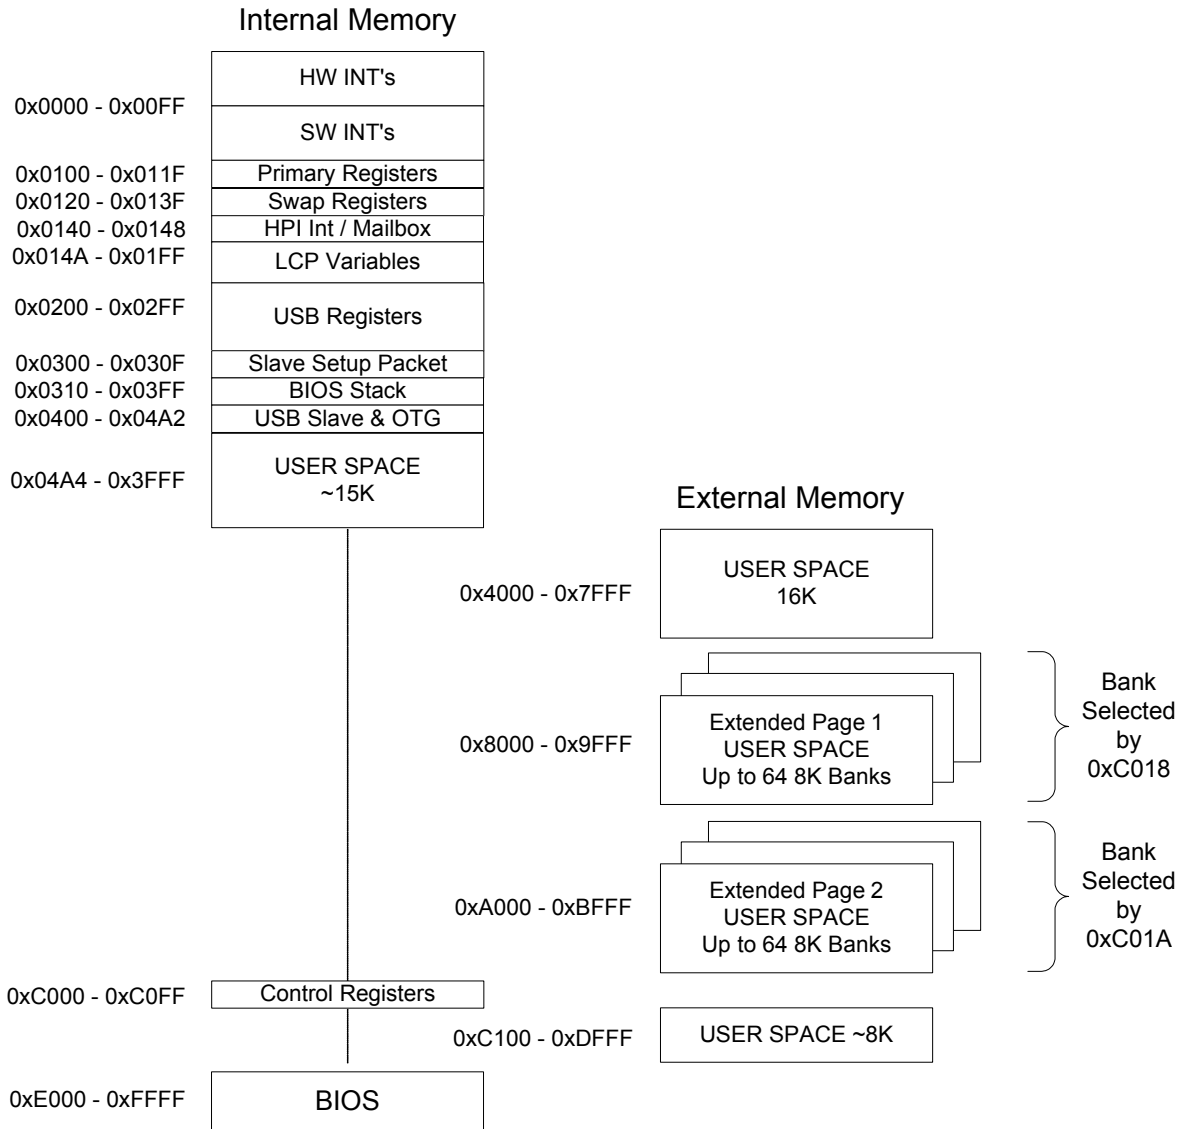 Internal Memory
HW INT's
0x0000 - 0x00FF
SW INT's
0x0100 - 0x011F
Primary Registers
0x0120 - 0x013F
Swap Registers
0x0140 - 0x0148
HPI Int / Mailbox
0x014A - 0x01FF
LCP Variables
0x0200 - 0x02FF
USB Registers
0x0300 - 0x030F
Slave Setup Packet
0x0310 - 0x03FF
BIOS Stack
0x0400 - 0x04A2
USB Slave & OTG
0x04A4 - 0x3FFF
USER SPACE
~15K
External Memory
0x4000 - 0x7FFF
USER SPACE
16K
0x8000 - 0x9FFF
Extended Page 1
USER SPACE
Up to 64 8K Banks
Bank
Selected
by
0xC018
0xA000 - 0xBFFF
Extended Page 2
USER SPACE
Up to 64 8K Banks
Bank
Selected
by
0xC01A
0xC000 - 0xC0FF
Control Registers
0xC100 - 0xDFFF
USER SPACE ~8K
0xE000 - 0xFFFF
BIOS